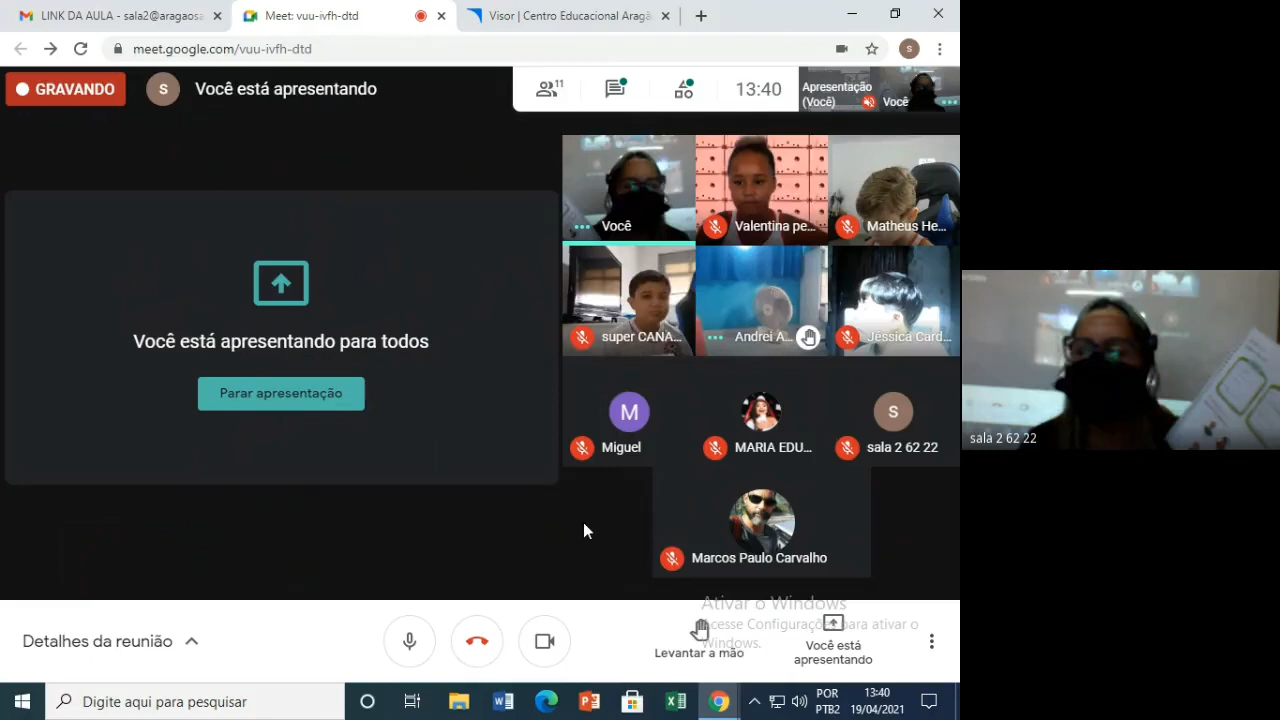 LINK DA AULA - sala2@aragaosa
Meet: vuu-ivfh-dtd
Visor | Centro Educacional Aragã
meet.google.com/vuu-ivfh-dtd
S
GRAVANDO
S
Você está apresentando
11
13:40
Apresentação
(Você)
Você
Você
Valentina pe...
Matheus He...
super CANA...
Andrei A...
Jéssica Card...
Você está apresentando para todos
Parar apresentação
M
S
Miguel
MARIA EDU...
sala 2 62 22
sala 2 62 22
Marcos Paulo Carvalho
Ativar o Windows
Acesse Configurações para ativar o
Windows.
Detalhes da reunião
Levantar a mão
Você está
apresentando
Digite aqui para pesquisar
POR
PTB2
13:40
19/04/2021